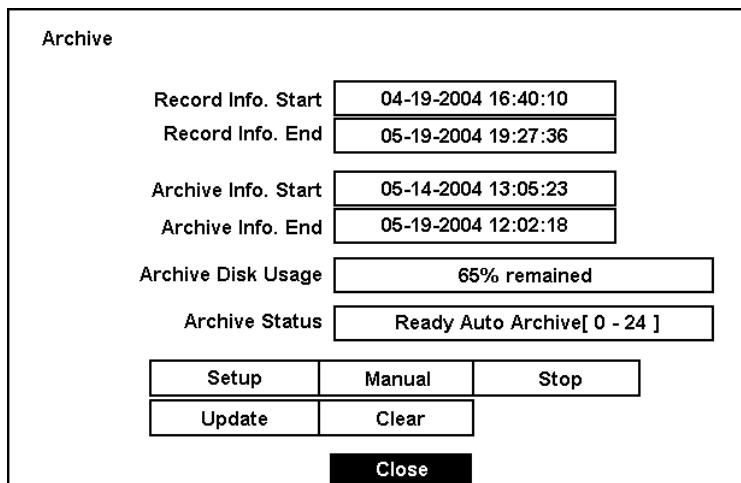 Archive
Record Info. Start 04-19-2004 16:40:10
Record Info. End 05-19-2004 19:27:36
Archive Info. Start 05-14-2004 13:05:23
Archive Info. End 05-19-2004 12:02:18
Archive Disk Usage 65% remained
Archive Status Ready Auto Archive[ 0 - 24 ]
Setup Manual Stop
Update Clear
Close